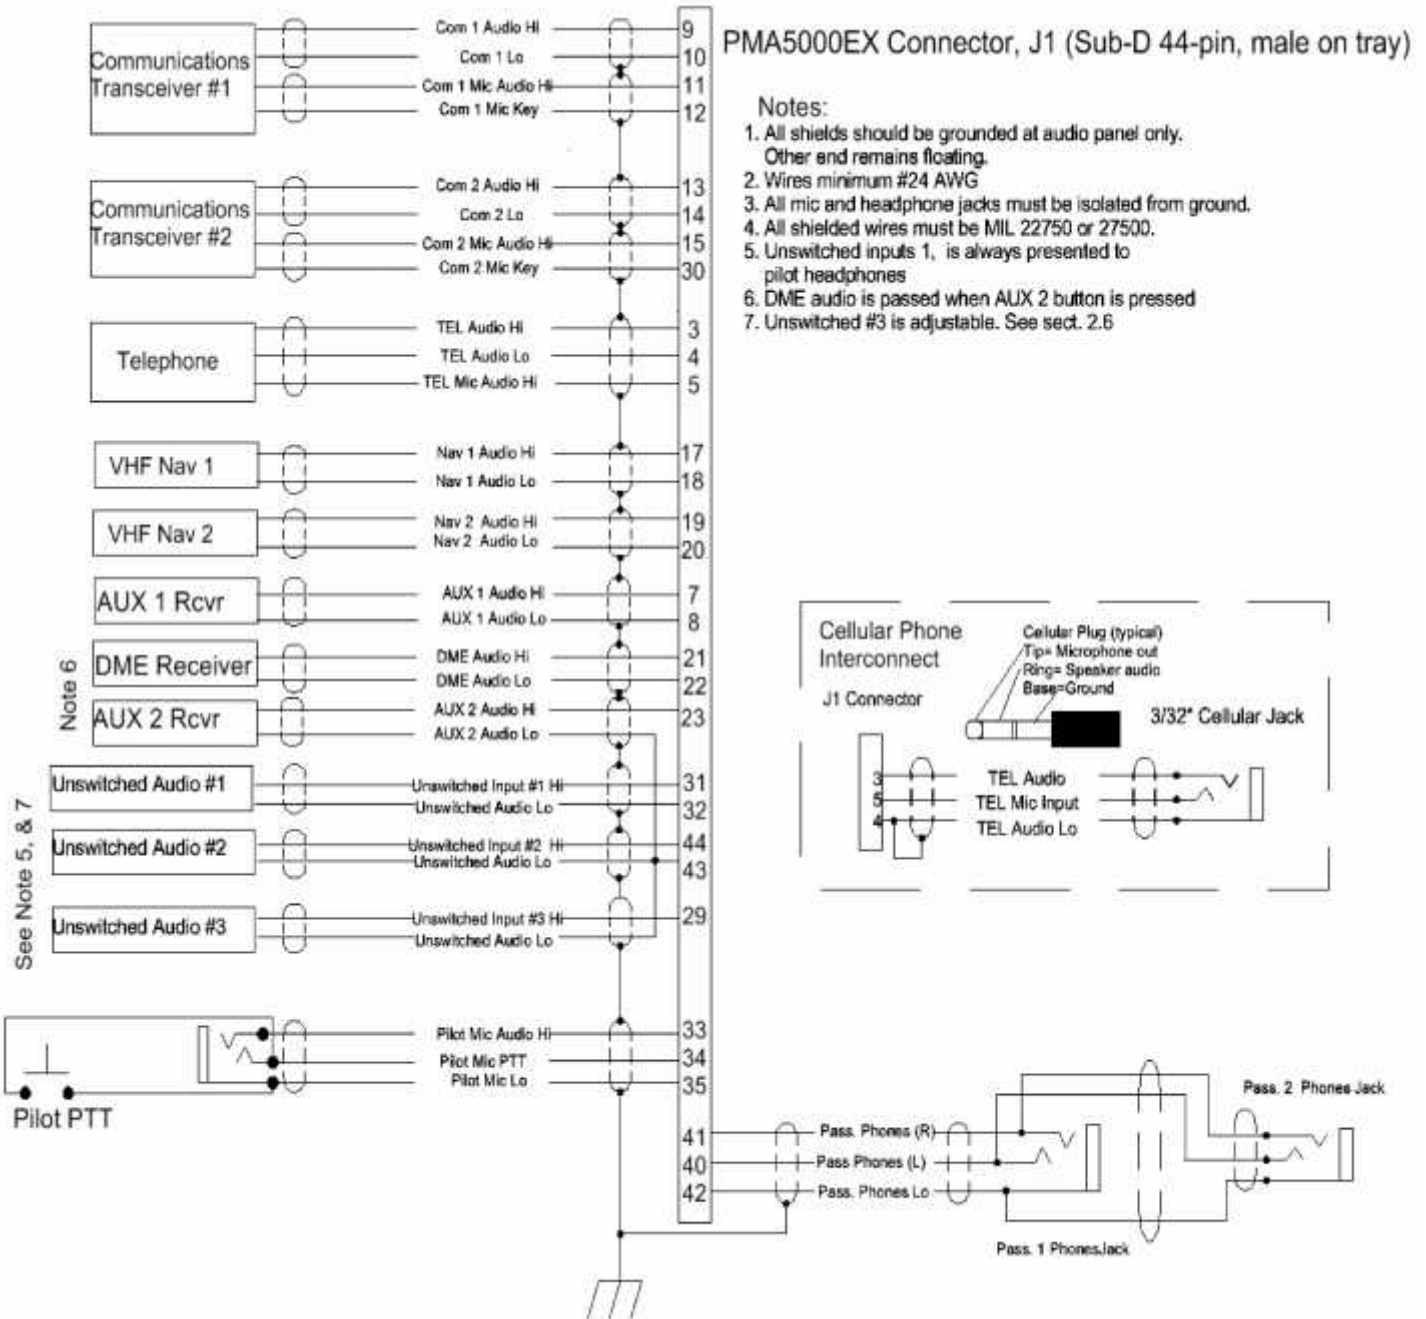 PMA5000EX Connector, J1 (Sub-D 44-pin, male on tray)
Notes:
1. All shields should be grounded at audio panel only.
Other end remains floating.
2. Wires minimum #24 AWG
3. All mic and headphone jacks must be isolated from ground.
4. All shielded wires must be MIL 22750 or 27500.
5. Unswitched inputs 1, is always presented to
pilot headphones
6. DME audio is passed when AUX 2 button is pressed
7. Unswitched #3 is adjustable. See sect. 2.6
Communications
Transceiver #1
Com 1 Audio Hi 9
Com 1 Lo 10
Com 1 Mic Audio Hi 11
Com 1 Mic Key 12
Communications
Transceiver #2
Com 2 Audio Hi 13
Com 2 Lo 14
Com 2 Mic Audio Hi 15
Com 2 Mic Key 30
Telephone
TEL Audio Hi 3
TEL Audio Lo 4
TEL Mic Audio Hi 5
VHF Nav 1
Nav 1 Audio Hi 17
Nav 1 Audio Lo 18
VHF Nav 2
Nav 2 Audio Hi 19
Nav 2 Audio Lo 20
AUX 1 Rcvr
AUX 1 Audio Hi 7
AUX 1 Audio Lo 8
Note 6
DME Receiver
DME Audio Hi 21
DME Audio Lo 22
AUX 2 Rcvr
AUX 2 Audio Hi 23
AUX 2 Audio Lo
See Note 5, & 7
Unswitched Audio #1
Unswitched Input #1 Hi 31
Unswitched Audio Lo 32
Unswitched Audio #2
Unswitched Input #2 Hi 44
Unswitched Audio Lo 43
Unswitched Audio #3
Unswitched Input #3 Hi 29
Unswitched Audio Lo
Pilot PTT
Pilot Mic Audio Hi 33
Pilot Mic PTT 34
Pilot Mic Lo 35
Cellular Phone
Interconnect
J1 Connector
Cellular Plug (typical)
Tip= Microphone out
Ring= Speaker audio
Base=Ground
3/32" Cellular Jack
3 TEL Audio
5 TEL Mic Input
4 TEL Audio Lo
41 Pass. Phones (R)
40 Pass Phones (L)
42 Pass. Phones Lo
Pass. 1 PhonesJack
Pass. 2 Phones Jack